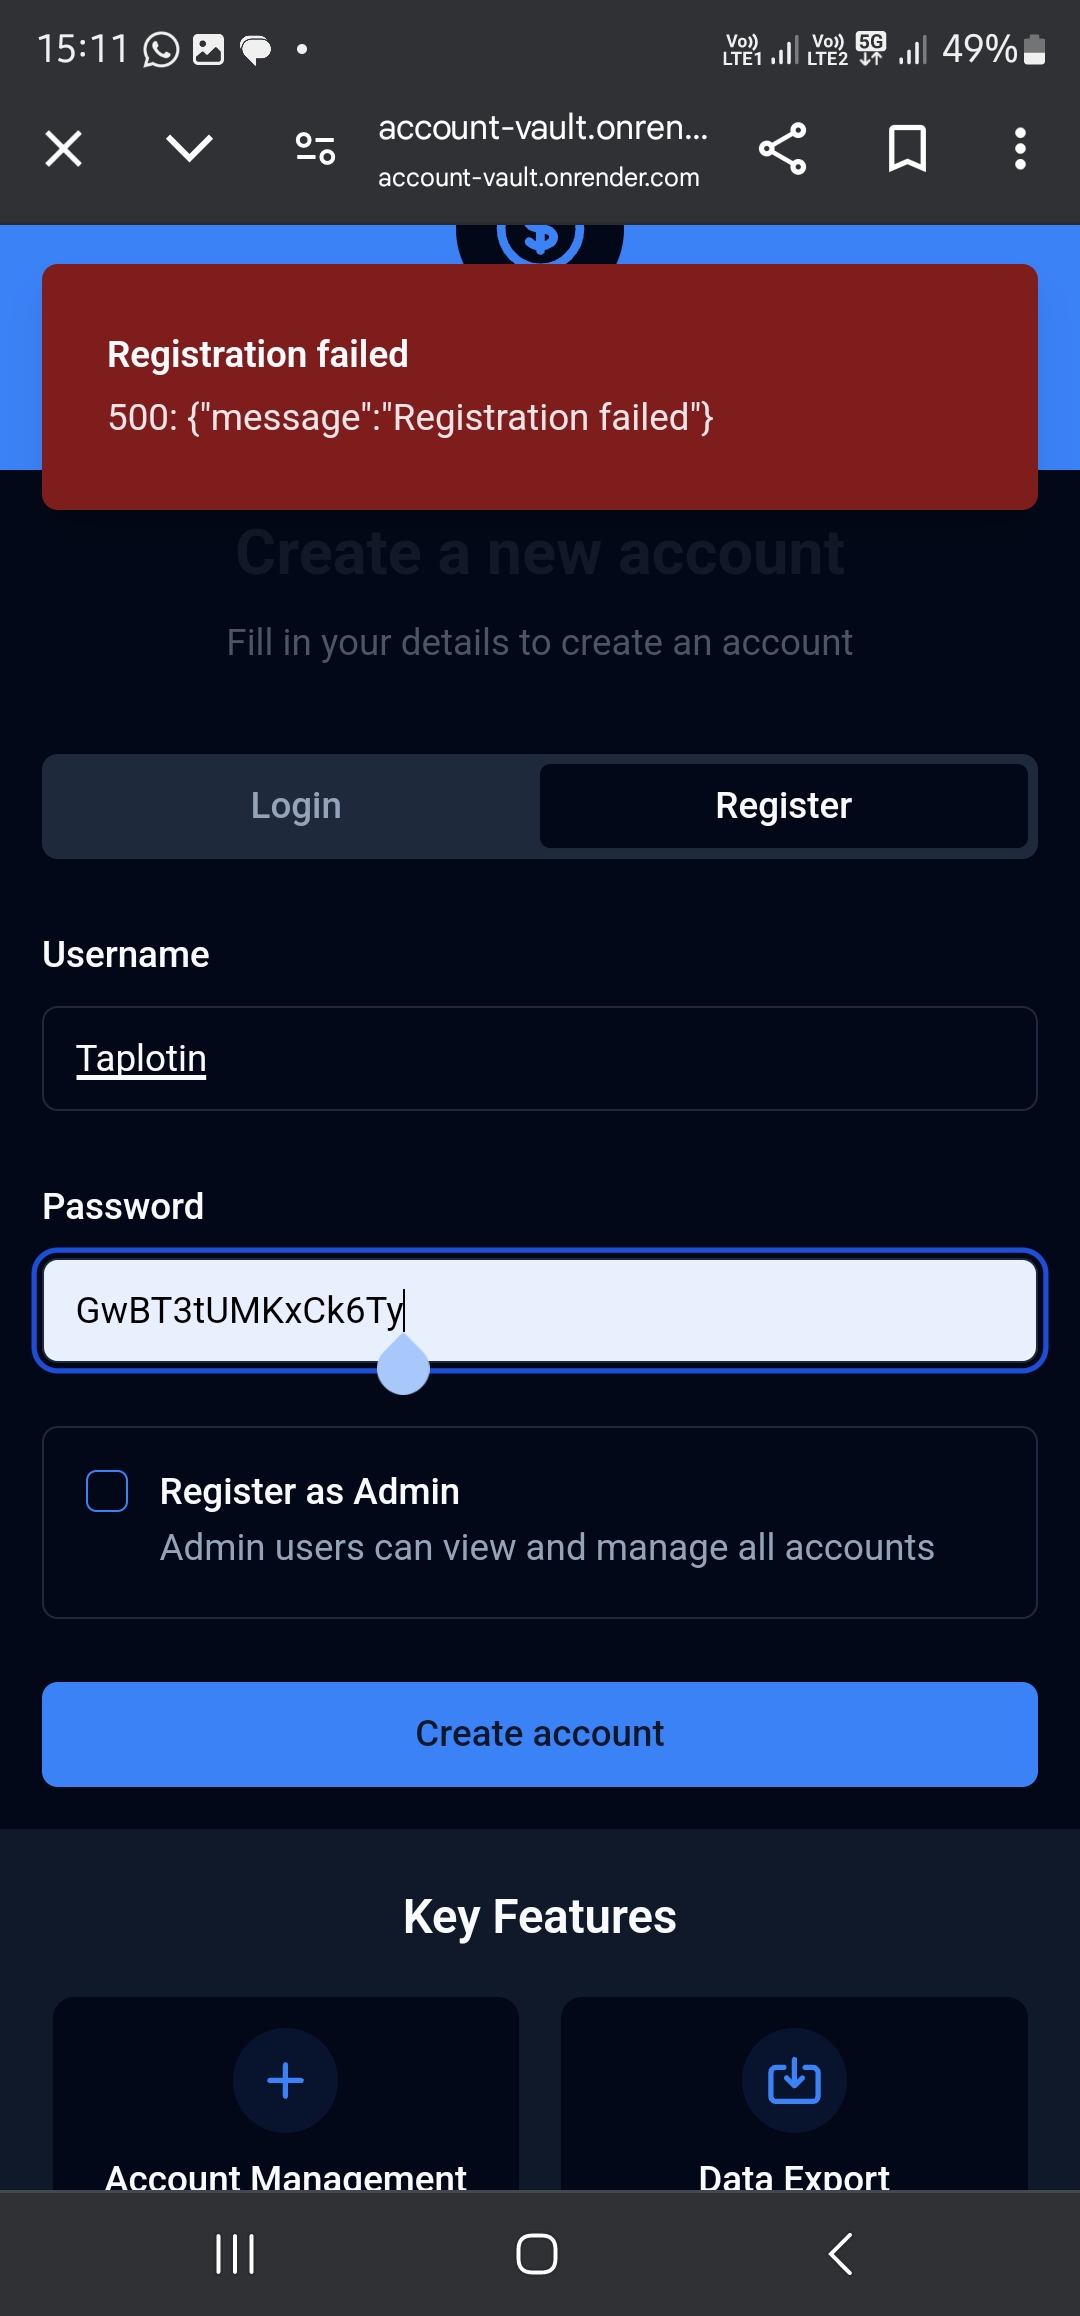 15:11
Vo)) LTE1 Vo)) LTE2 5G 49%
account-vault.onren...
account-vault.onrender.com
Registration failed
500: {"message":"Registration failed"}
Create a new account
Fill in your details to create an account
Login
Register
Username
Taplotin
Password
GwBT3tUMKxCk6Ty
Register as Admin
Admin users can view and manage all accounts
Create account
Key Features
Account Management
Data Export